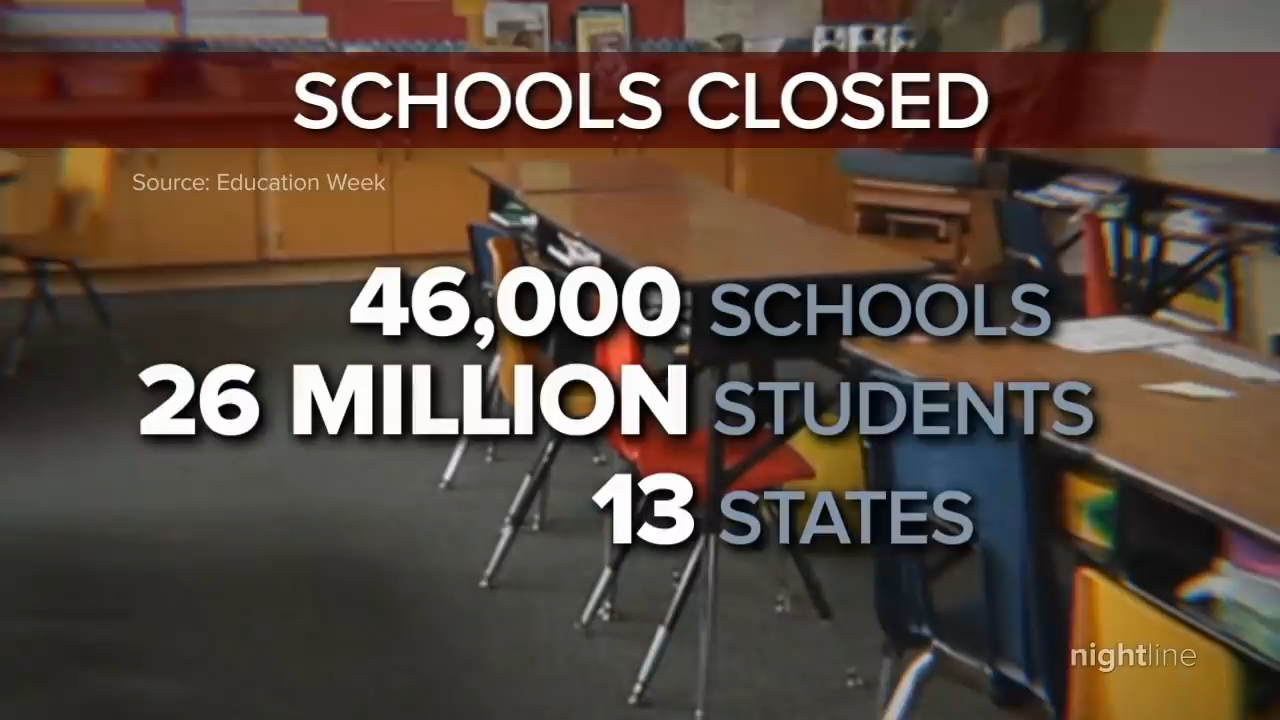 SCHOOLS CLOSED
Source: Education Week
46,000 SCHOOLS
26 MILLION STUDENTS
13 STATES
nightline